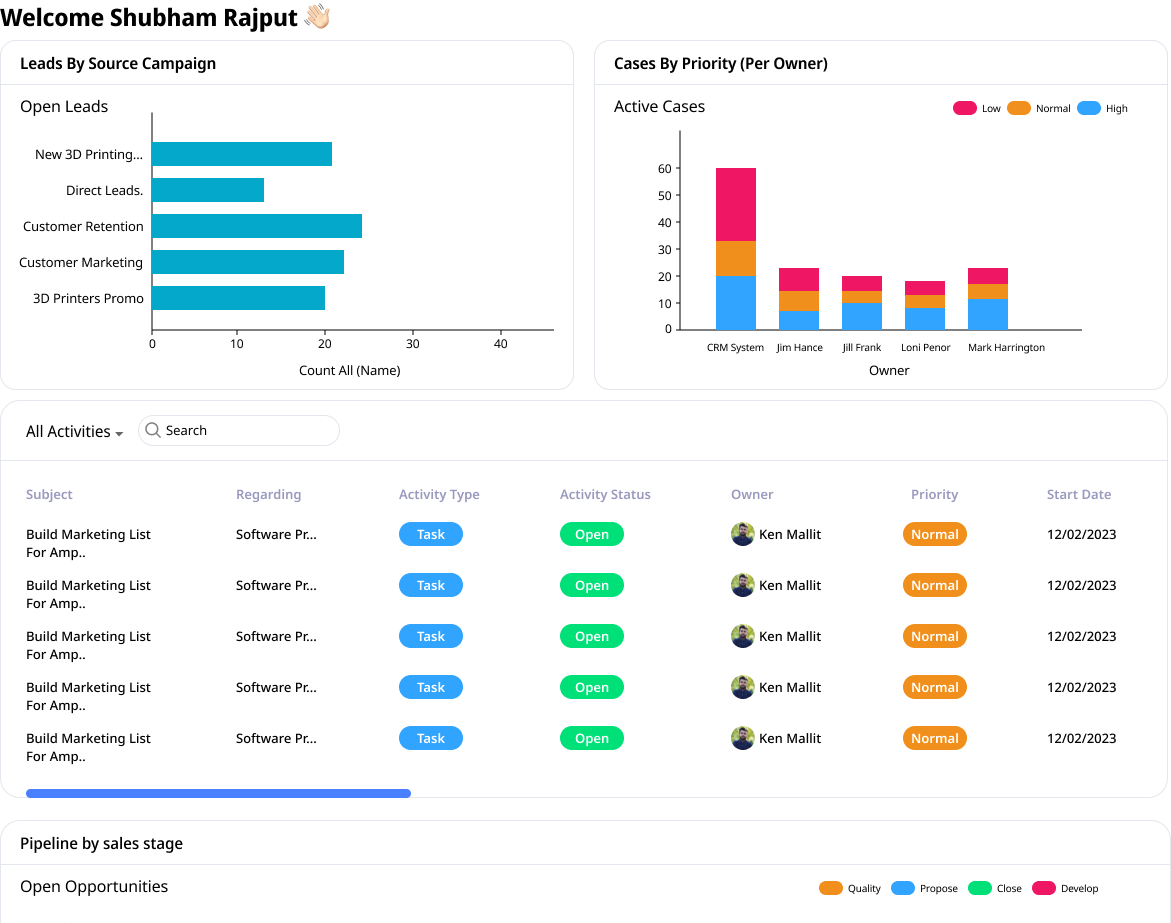 Welcome Shubham Rajput 👋🏻
Leads By Source Campaign
Open Leads
New 3D Printing...
Direct Leads.
Customer Retention
Customer Marketing
3D Printers Promo
0 10 20 30 40
Count All (Name)
Cases By Priority (Per Owner)
Active Cases
Low Normal High
60
50
40
30
20
10
0
CRM System Jim Hance Jill Frank Loni Penor Mark Harrington
Owner
All Activities Search
Subject Regarding Activity Type Activity Status Owner Priority Start Date
Build Marketing List Software Pr... Task Open Ken Mallit Normal 12/02/2023
For Amp..
Build Marketing List Software Pr... Task Open Ken Mallit Normal 12/02/2023
For Amp..
Build Marketing List Software Pr... Task Open Ken Mallit Normal 12/02/2023
For Amp..
Build Marketing List Software Pr... Task Open Ken Mallit Normal 12/02/2023
For Amp..
Build Marketing List Software Pr... Task Open Ken Mallit Normal 12/02/2023
For Amp..
Pipeline by sales stage
Open Opportunities
Quality Propose Close Develop